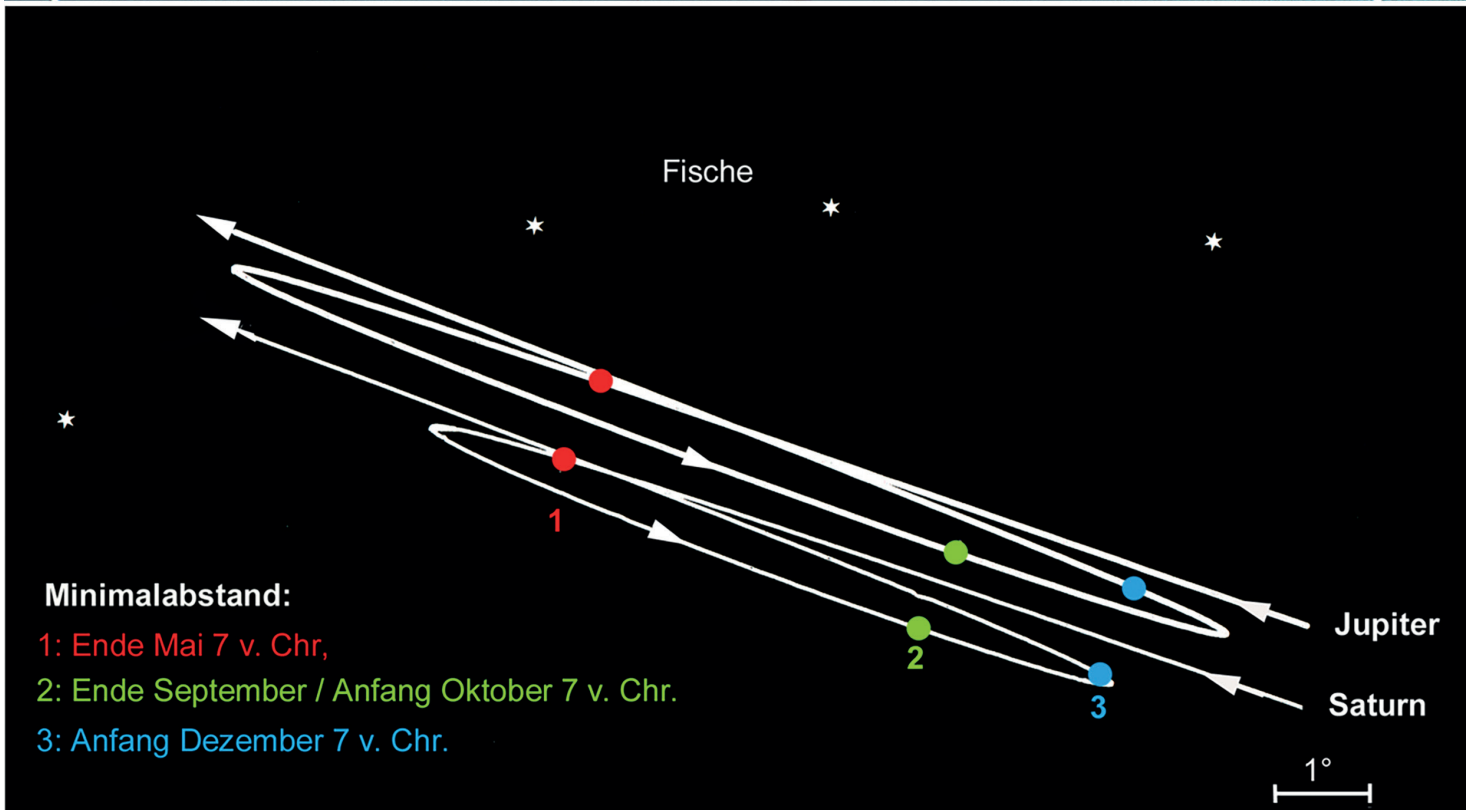 Fische
1
2
3
Minimalabstand:
1: Ende Mai 7 v. Chr,
2: Ende September / Anfang Oktober 7 v. Chr.
3: Anfang Dezember 7 v. Chr.
Jupiter
Saturn
1°